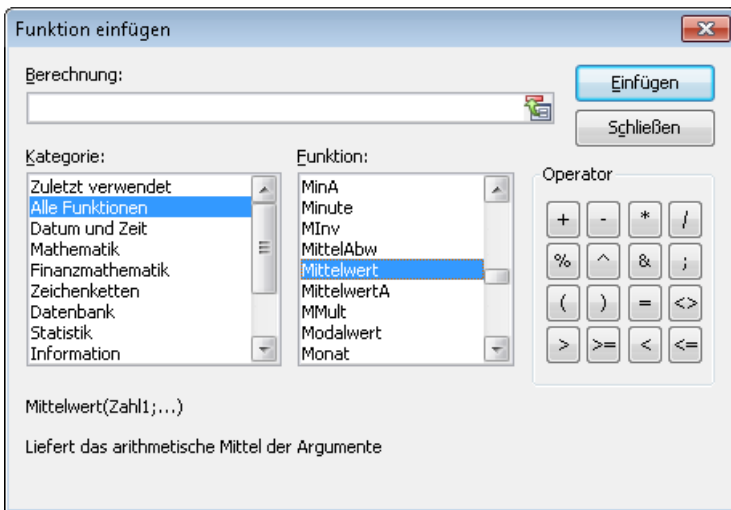 Funktion einfügen
Berechnung:
Einfügen
Schließen
Kategorie:
Zuletzt verwendet
Alle Funktionen
Datum und Zeit
Mathematik
Finanzmathematik
Zeichenketten
Datenbank
Statistik
Information
Funktion:
MinA
Minute
MInv
MittelAbw
Mittelwert
MittelwertA
MMult
Modalwert
Monat
Operator
+ - * /
% ^ & ;
( ) = <>
> >= < <=
Mittelwert(Zahl1;...)
Liefert das arithmetische Mittel der Argumente